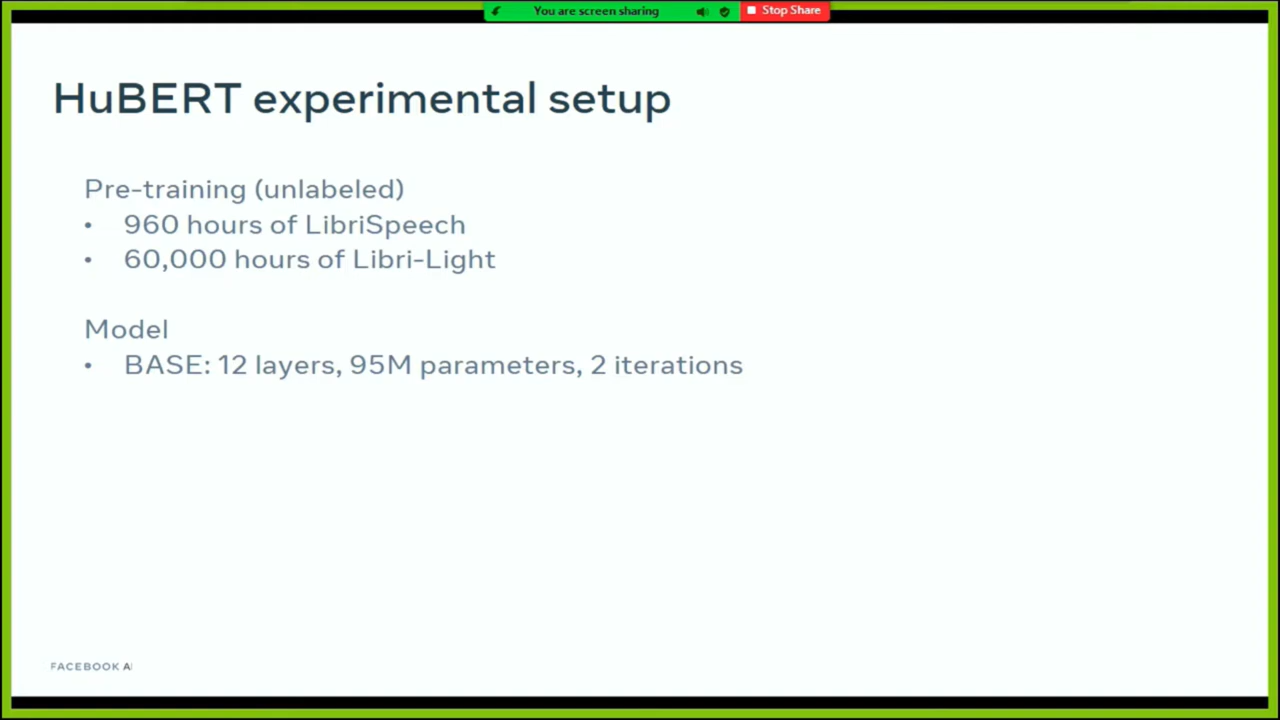 You are screen sharing
Stop Share
HuBERT experimental setup
Pre-training (unlabeled)
• 960 hours of LibriSpeech
• 60,000 hours of Libri-Light
Model
• BASE: 12 layers, 95M parameters, 2 iterations
FACEBOOK AI